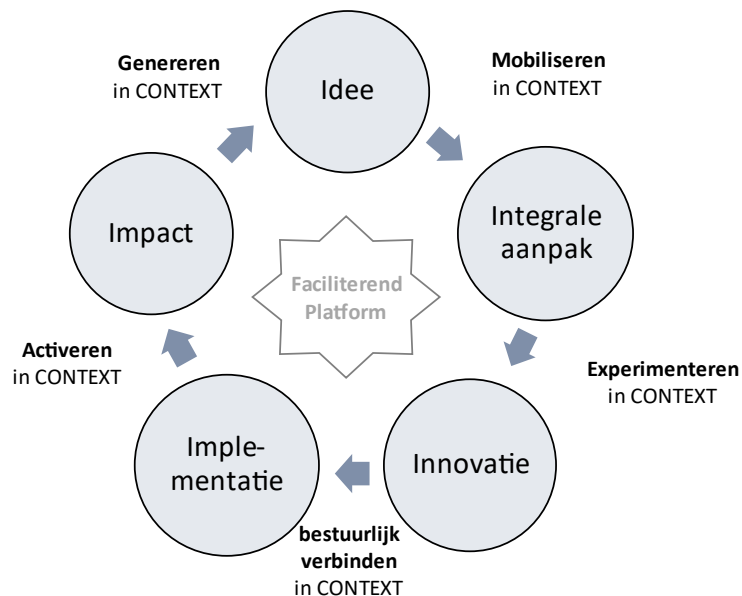 Idee
Mobiliseren
in CONTEXT
Integrale
aanpak
Experimenteren
in CONTEXT
Innovatie
bestuurlijk
verbinden
in CONTEXT
Imple-
mentatie
Activeren
in CONTEXT
Impact
Genereren
in CONTEXT
Faciliterend
Platform